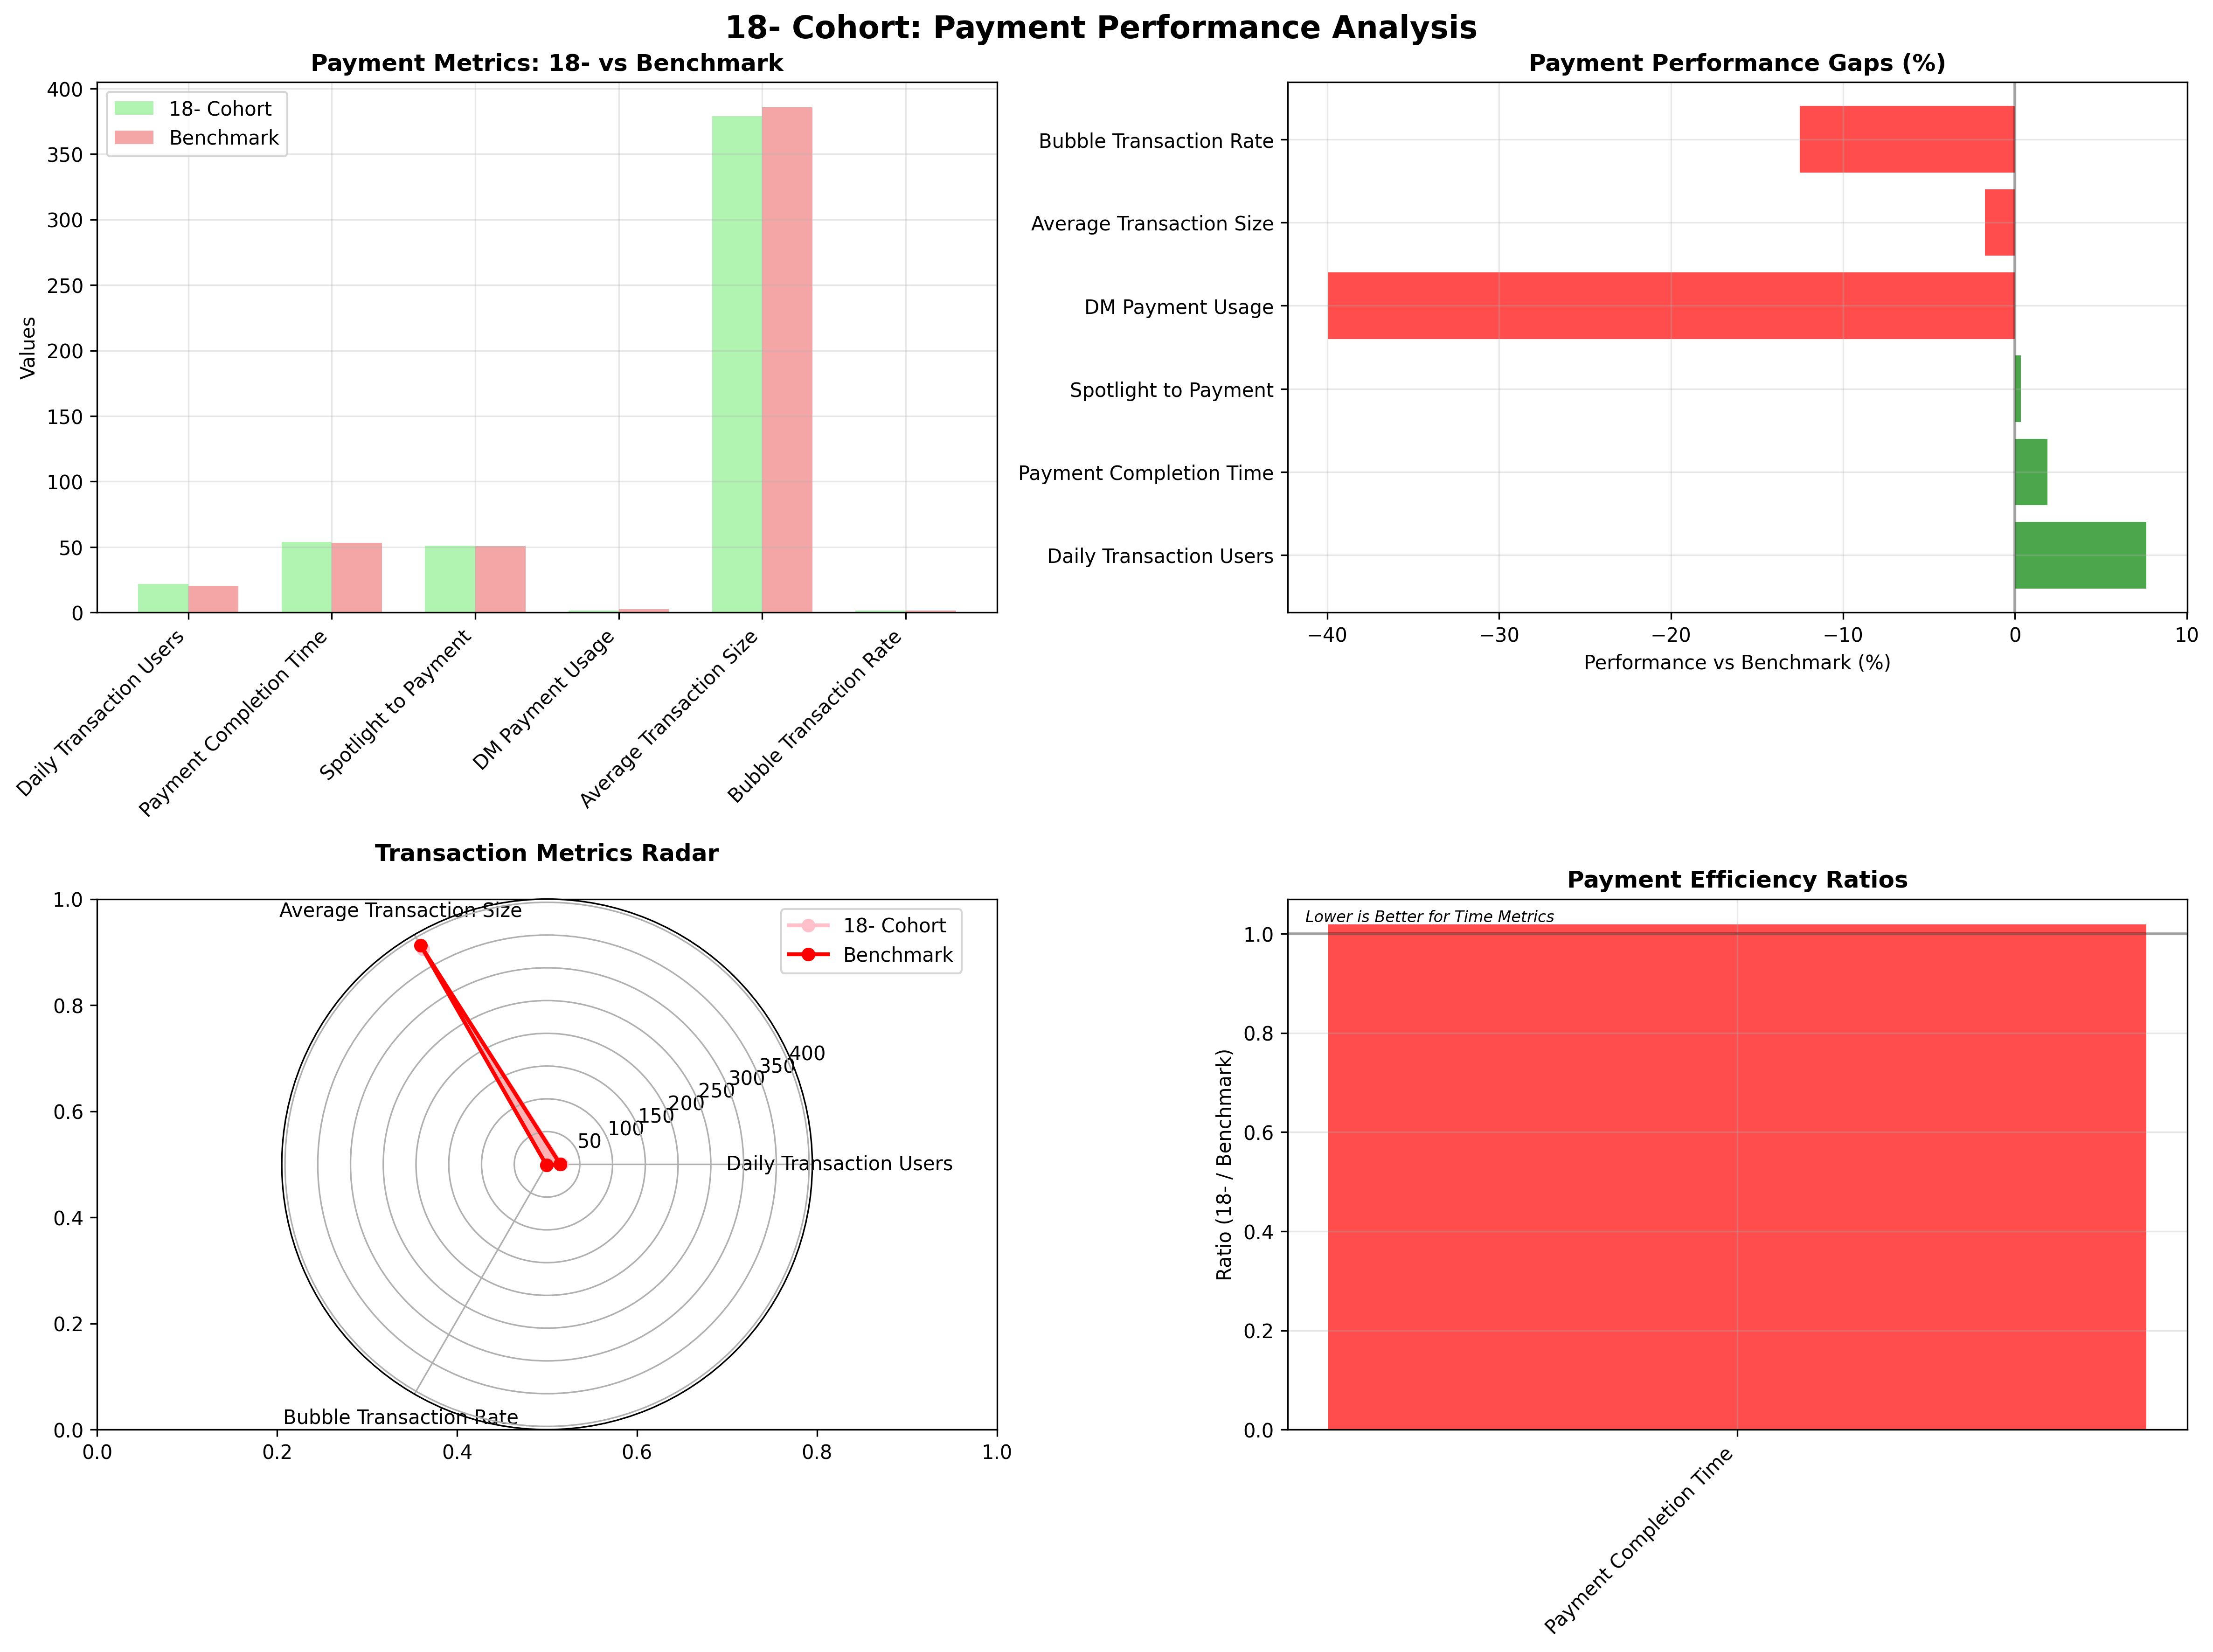 18- Cohort: Payment Performance Analysis
Payment Metrics: 18- vs Benchmark
18- Cohort
Benchmark
Values
400
350
300
250
200
150
100
50
0
Daily Transaction Users
Payment Completion Time
Spotlight to Payment
DM Payment Usage
Average Transaction Size
Bubble Transaction Rate
Payment Performance Gaps (%)
Bubble Transaction Rate
Average Transaction Size
DM Payment Usage
Spotlight to Payment
Payment Completion Time
Daily Transaction Users
−40
−30
−20
−10
0
10
Performance vs Benchmark (%)
Transaction Metrics Radar
18- Cohort
Benchmark
Average Transaction Size
Daily Transaction Users
Bubble Transaction Rate
50
100
150
200
250
300
350
400
1.0
0.8
0.6
0.4
0.2
0.0
0.0
0.2
0.4
0.6
0.8
1.0
Payment Efficiency Ratios
Lower is Better for Time Metrics
Ratio (18- / Benchmark)
1.0
0.8
0.6
0.4
0.2
0.0
Payment Completion Time